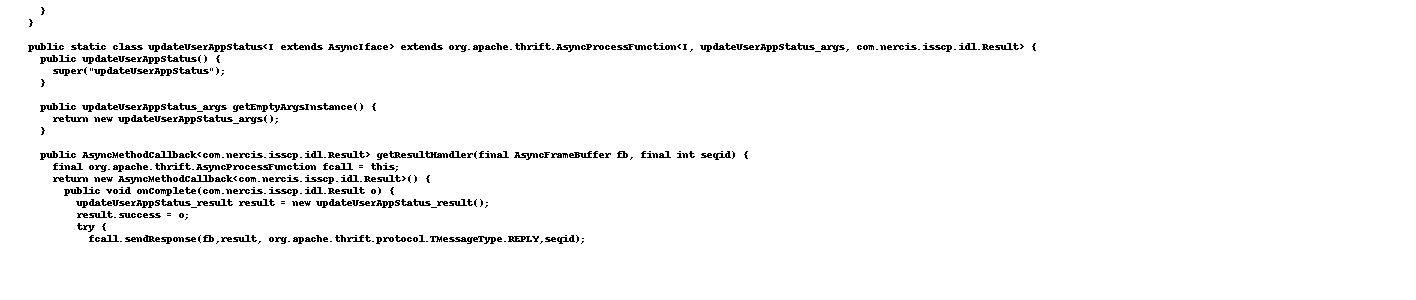 }
}
public static class updateUserAppStatus<I extends AsyncIface> extends org.apache.thrift.AsyncProcessFunction<I, updateUserAppStatus_args, com.nercis.isscp.idl.Result> {
public updateUserAppStatus() {
super("updateUserAppStatus");
}
public updateUserAppStatus_args getEmptyArgsInstance() {
return new updateUserAppStatus_args();
}
public AsyncMethodCallback<com.nercis.isscp.idl.Result> getResultHandler(final AsyncFrameBuffer fb, final int seqid) {
final org.apache.thrift.AsyncProcessFunction fcall = this;
return new AsyncMethodCallback<com.nercis.isscp.idl.Result>() {
public void onComplete(com.nercis.isscp.idl.Result o) {
updateUserAppStatus_result result = new updateUserAppStatus_result();
result.success = o;
try {
fcall.sendResponse(fb,result, org.apache.thrift.protocol.TMessageType.REPLY,seqid);